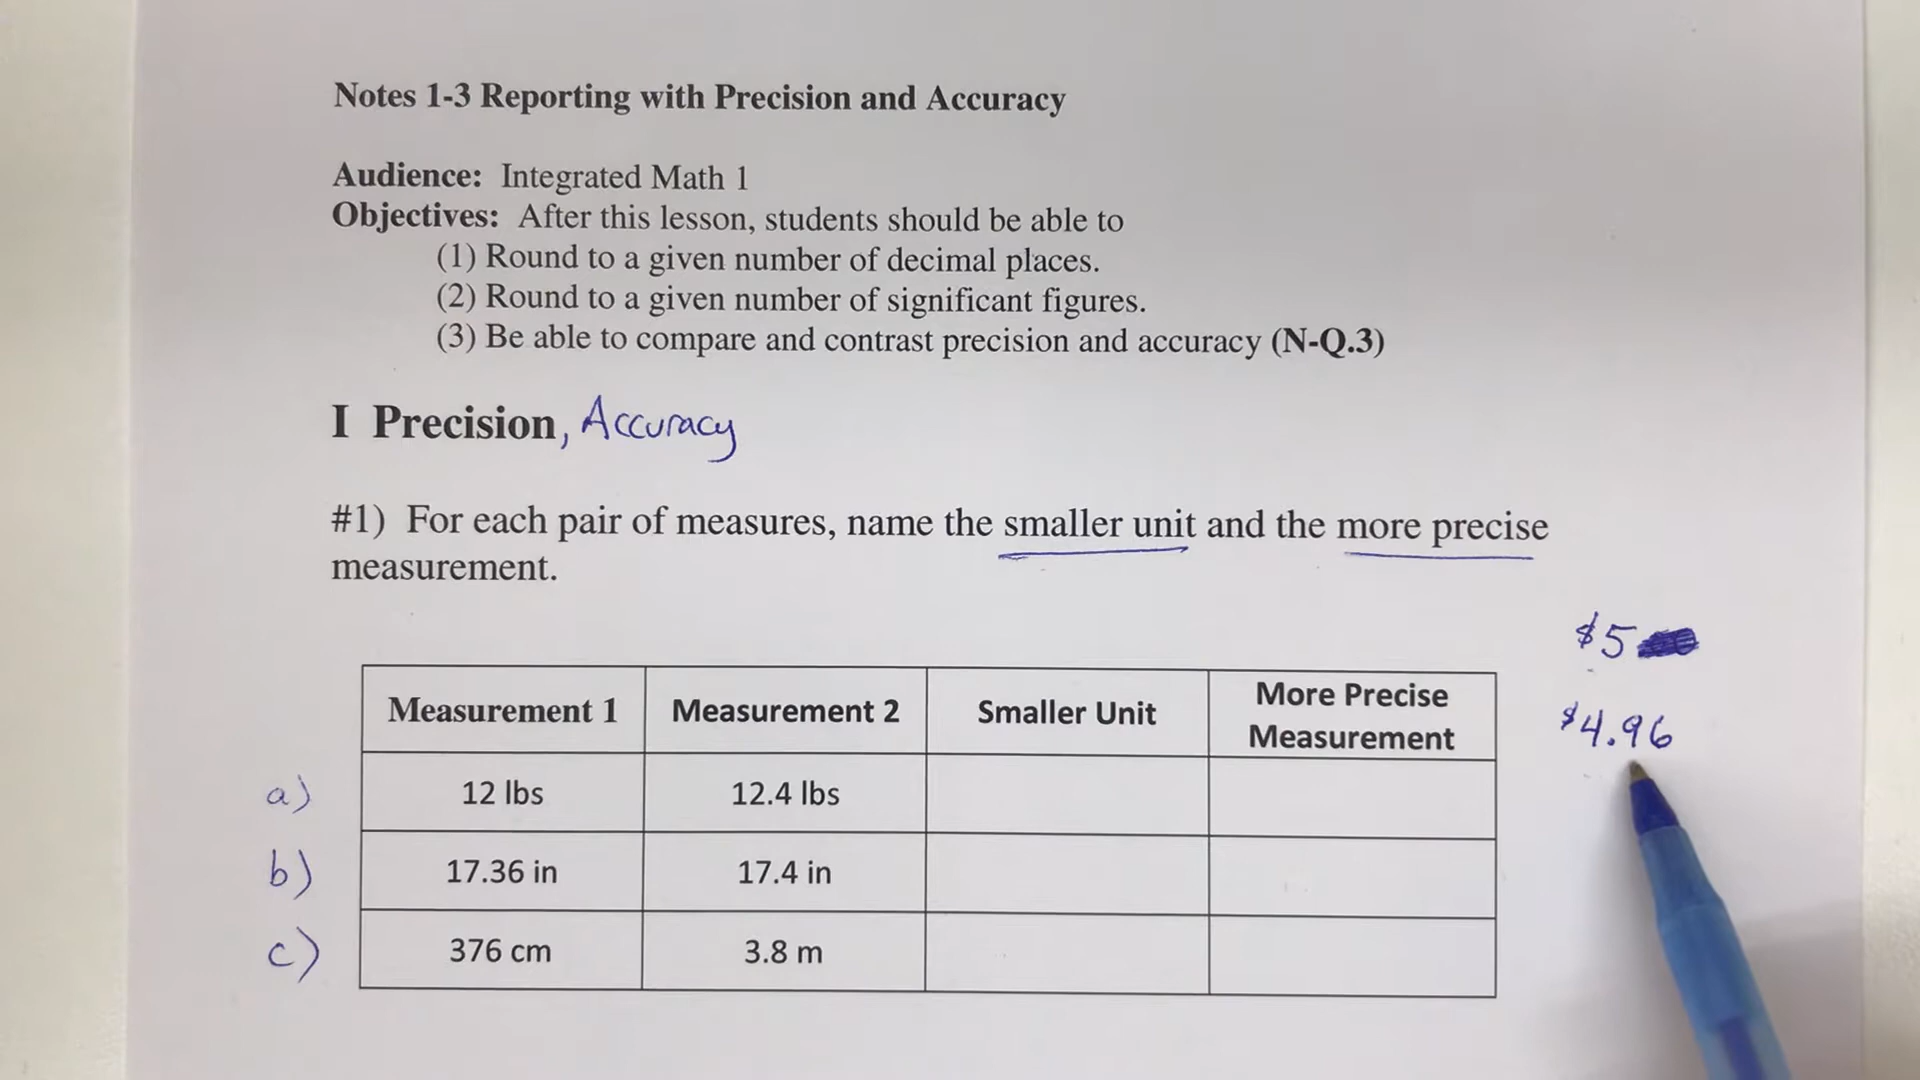 Notes 1-3 Reporting with Precision and Accuracy
Audience: Integrated Math 1
Objectives: After this lesson, students should be able to
(1) Round to a given number of decimal places.
(2) Round to a given number of significant figures.
(3) Be able to compare and contrast precision and accuracy (N-Q.3)
I Precision, Accuracy
#1) For each pair of measures, name the smaller unit and the more precise
measurement.
$5
$4.96
Measurement 1 Measurement 2 Smaller Unit More Precise Measurement
a) 12 lbs 12.4 lbs
b) 17.36 in 17.4 in
c) 376 cm 3.8 m